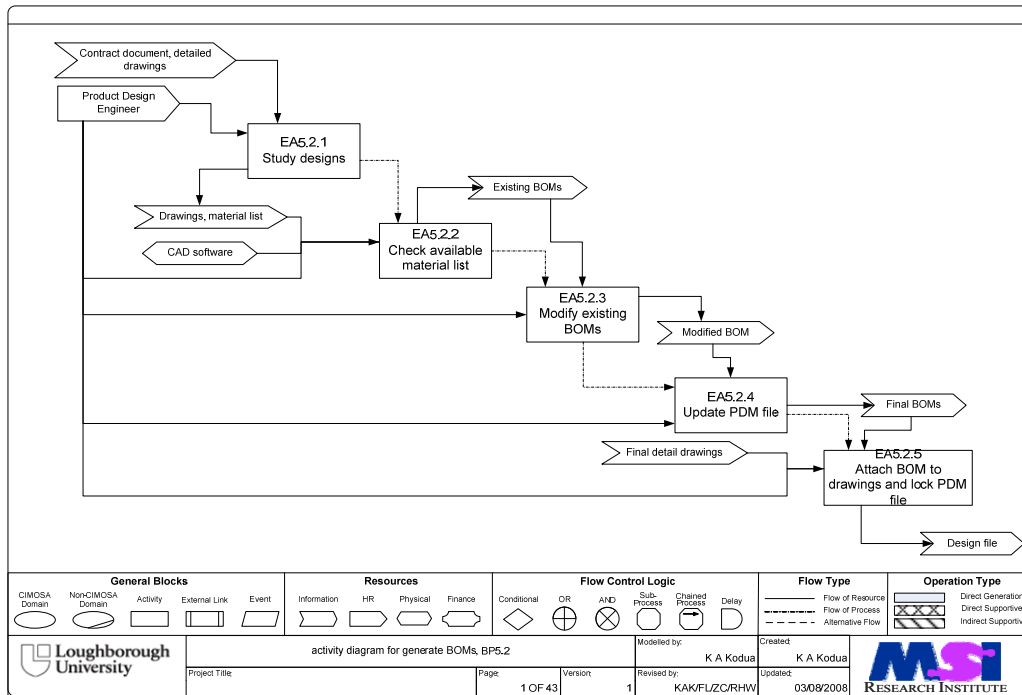 Contract document, detailed
drawings
Product Design
Engineer
EA5.2.1
Study designs
Existing BOMs
Drawings, material list
EA5.2.2
Check available
material list
CAD software
EA5.2.3
Modify existing
BOMs
Modified BOM
EA5.2.4
Update PDM file
Final BOMs
Final detail drawings
EA5.2.5
Attach BOM to
drawings and lock PDM
file
Design file
General Blocks
CIMOSA
Domain
Non-CIMOSA
Domain
Activity
External Link
Event
Resources
Information
HR
Physical
Finance
Flow Control Logic
Conditional
OR
AND
Sub-
Process
Chained
Process
Delay
Flow Type
Flow of Resource
Flow of Process
Alternative Flow
Operation Type
Direct Generation
Direct Supportive
Indirect Supportive
Loughborough
University
activity diagram for generate BOMs, BP5.2
Modelled by:
K A Kodua
Created:
K A Kodua
Project Title:
Page:
1 OF 43
Version:
1
Revised by:
KAK/FL/ZC/RHW
Updated:
03/08/2008
MSI
RESEARCH INSTITUTE